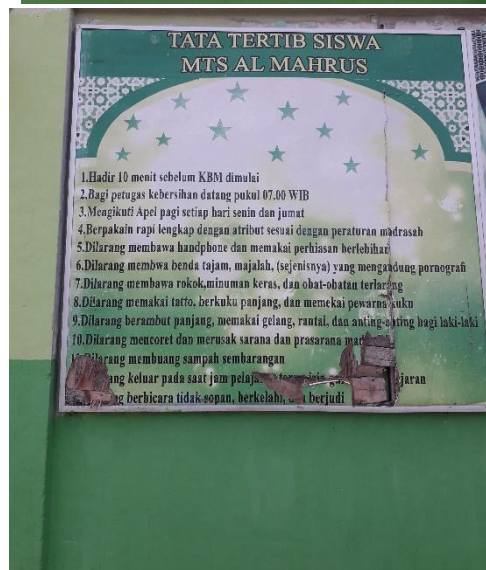 TATA TERTIB SISWA
MTS AL MAHRUS
1.Hadir 10 menit sebelum KBM dimulai
2.Bagi petugas kebersihan datang pukul 07.00 WIB
3.Mengikuti Apel pagi setiap hari senin dan jumat
4.Berpakain rapi lengkap dengan atribut sesuai dengan peraturan madrasah
5.Dilarang membawa handphone dan memakai perhiasan berlebihan
6.Dilarang membwa benda tajam, majalah, (sejenisnya) yang mengandung pornografi
7.Dilarang membawa rokok,minuman keras, dan obat-obatan terlarang
8.Dilarang memakai tatto, berkuku panjang, dan memekai pewarna kuku
9.Dilarang berambut panjang, memakai gelang, rantai, dan anting-anting bagi laki-laki
10.Dilarang mencoret dan merusak sarana dan prasarana
Dilarang membuang sampah sembarangan
keluar pada saat jam
berbicara tidak sopan, berkelahi, berjudi